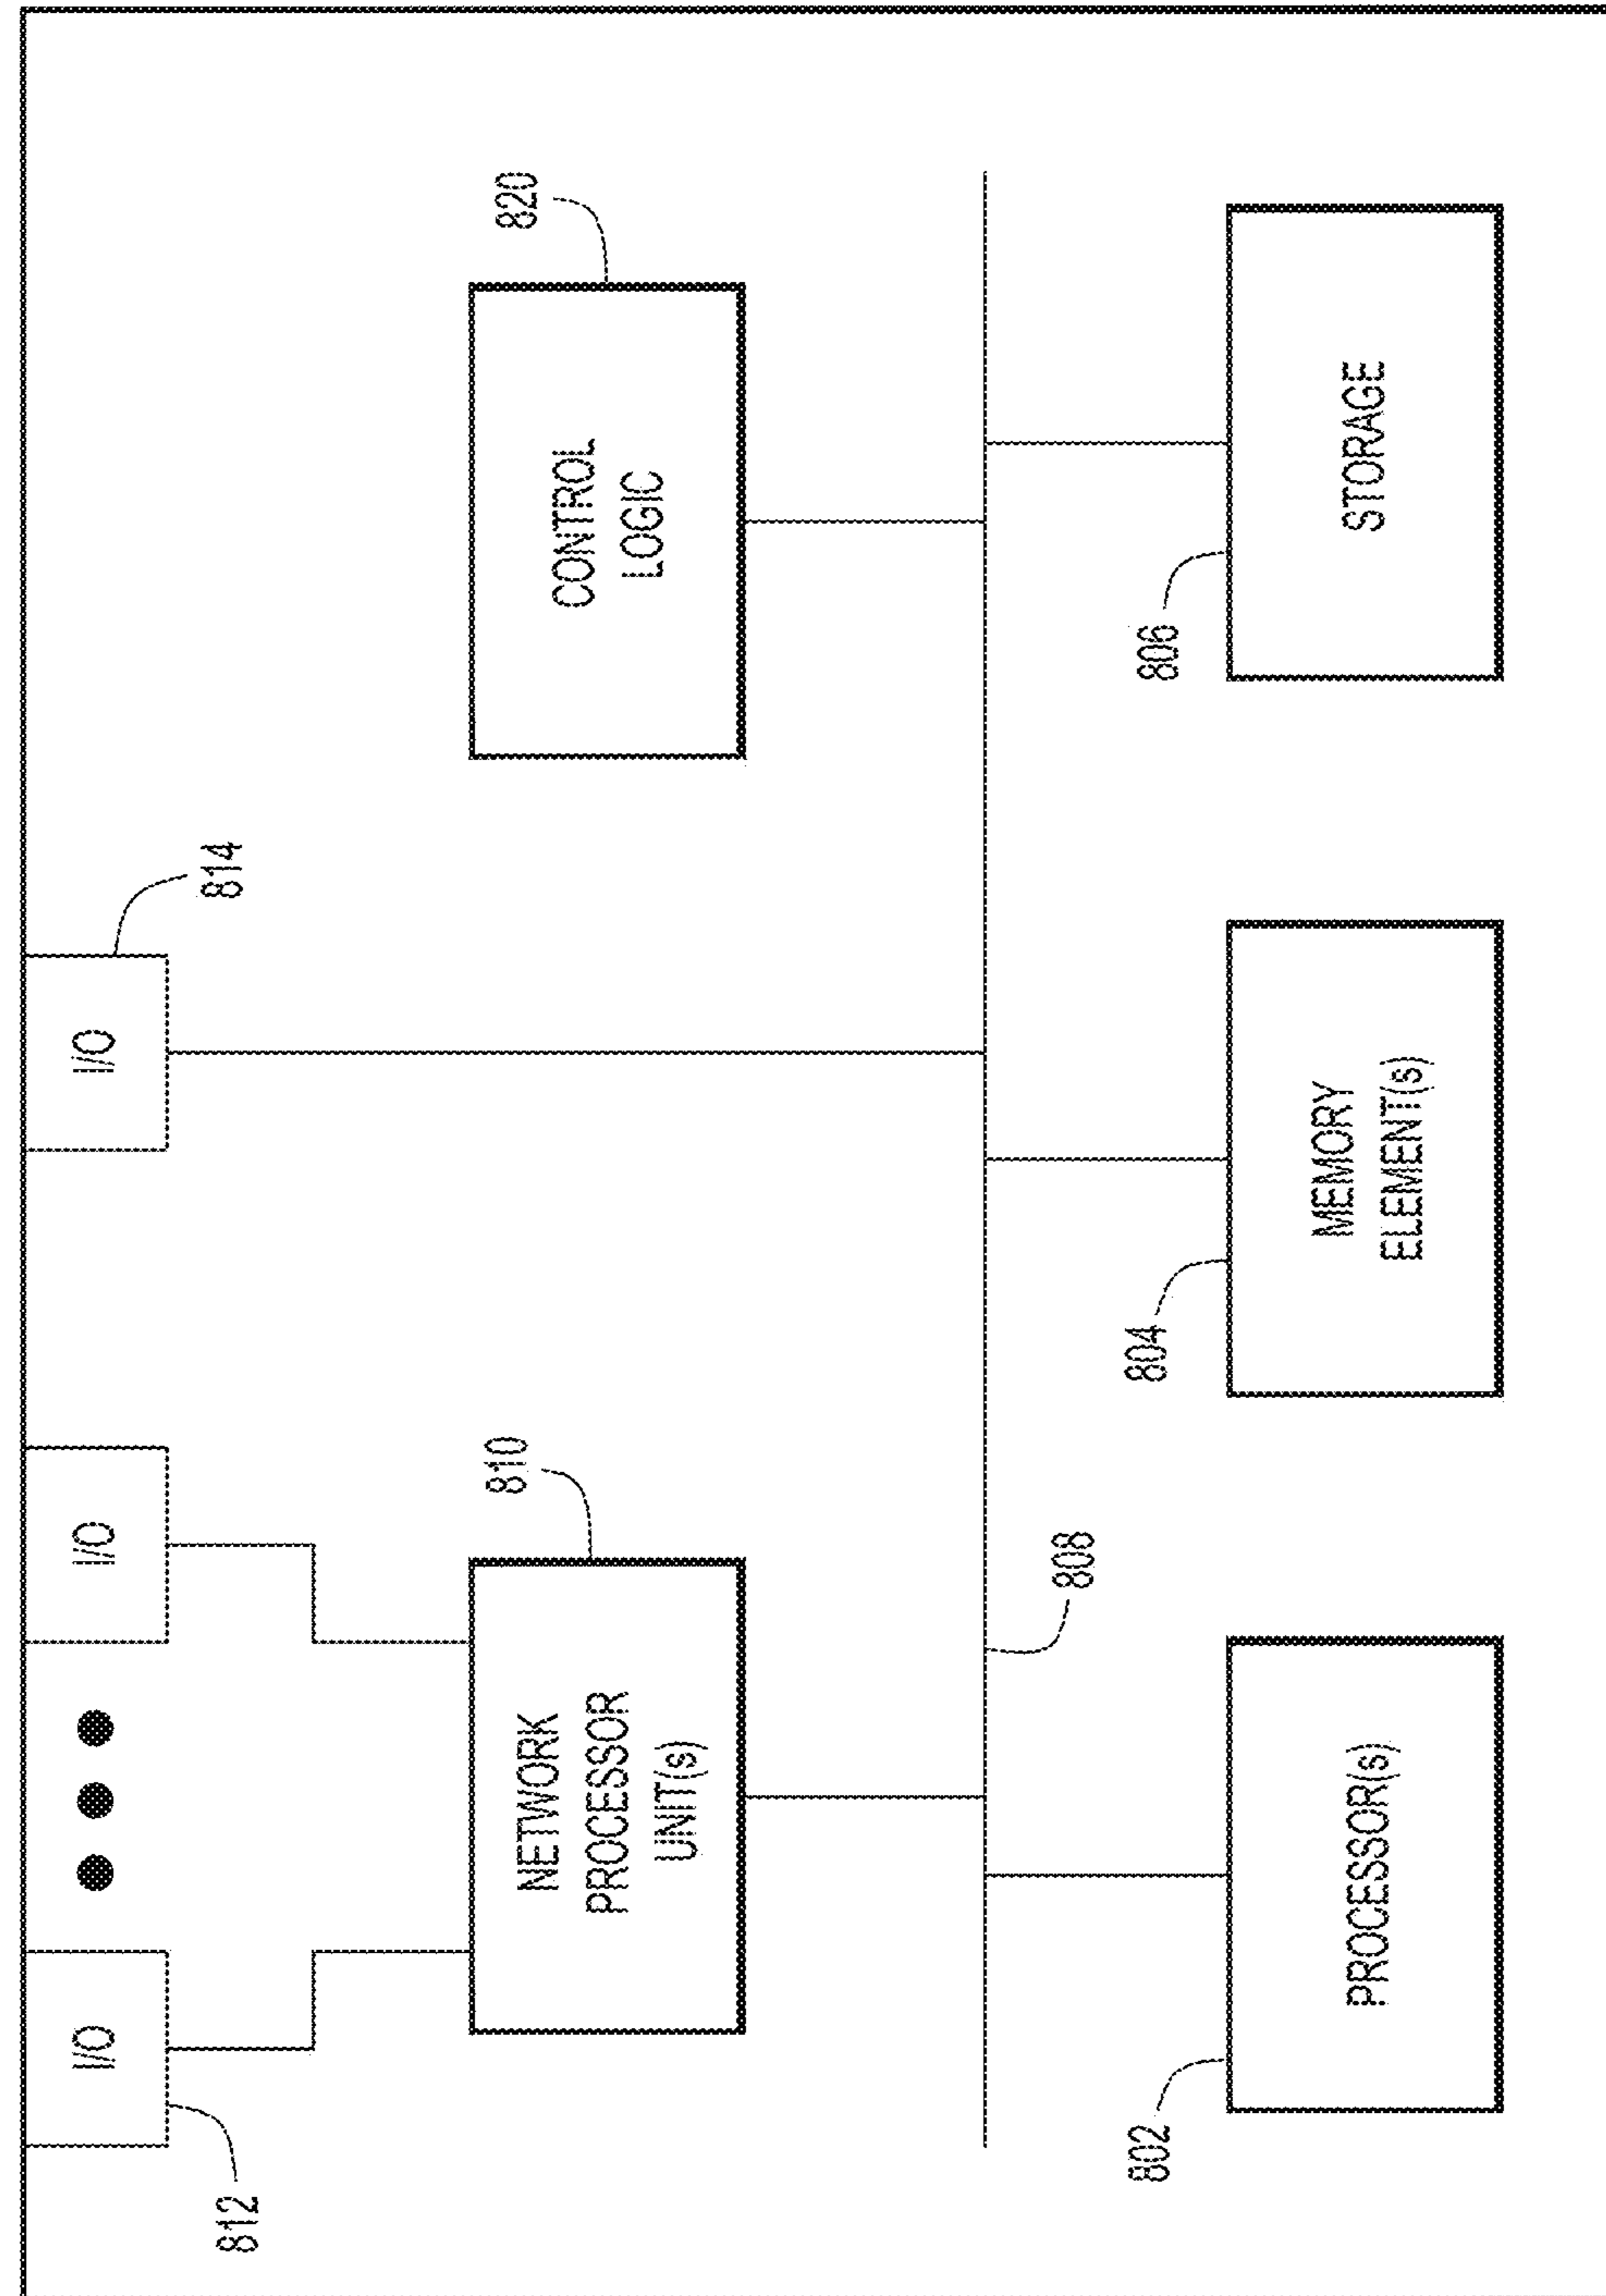 812
I/O
I/O
I/O
814
NETWORK
PROCESSOR
UNIT(s)
810
CONTROL
LOGIC
820
808
802
PROCESSOR(s)
804
MEMORY
ELEMENT(s)
806
STORAGE